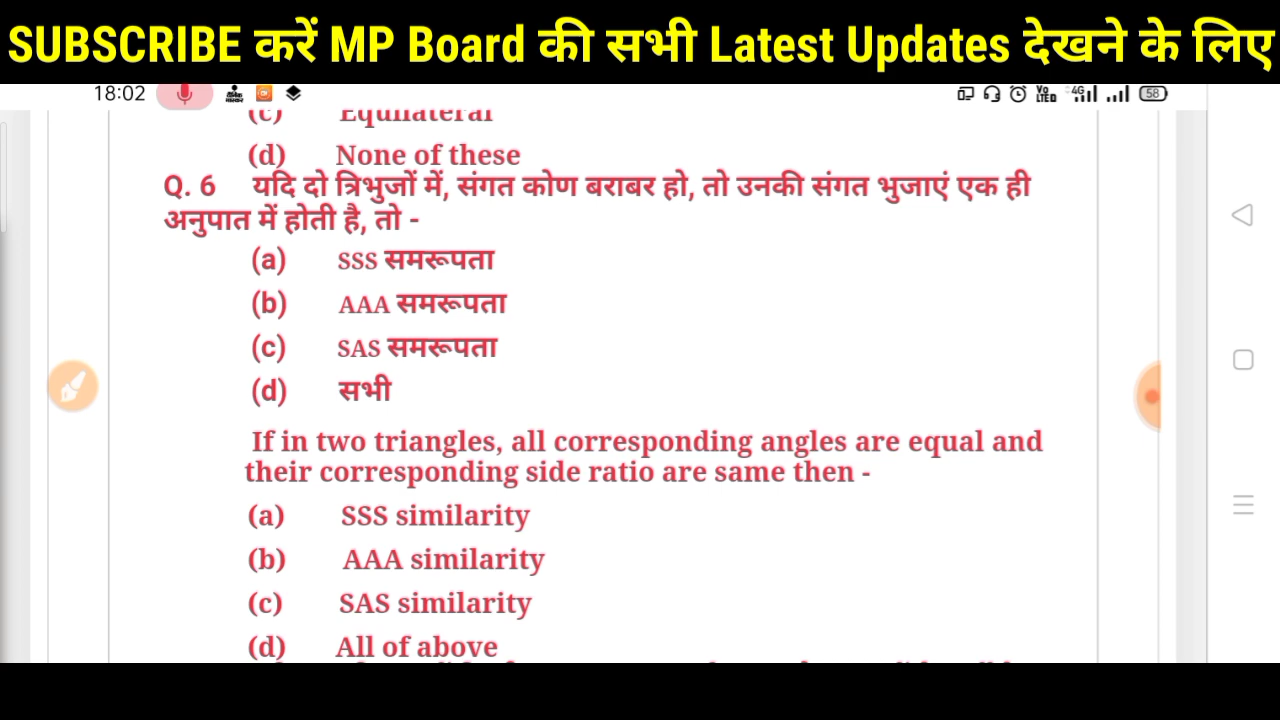 SUBSCRIBE करें MP Board की सभी Latest Updates देखने के लिए
18:02
4G 58
(c) Equilateral
(d) None of these
Q. 6 यदि दो त्रिभुजों में, संगत कोण बराबर हो, तो उनकी संगत भुजाएं एक ही
अनुपात में होती है, तो -
(a) SSS समरूपता
(b) AAA समरूपता
(c) SAS समरूपता
(d) सभी
If in two triangles, all corresponding angles are equal and
their corresponding side ratio are same then -
(a) SSS similarity
(b) AAA similarity
(c) SAS similarity
(d) All of above